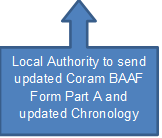 Local Authority to send
updated Coram BAAF
Form Part A and
updated Chronology